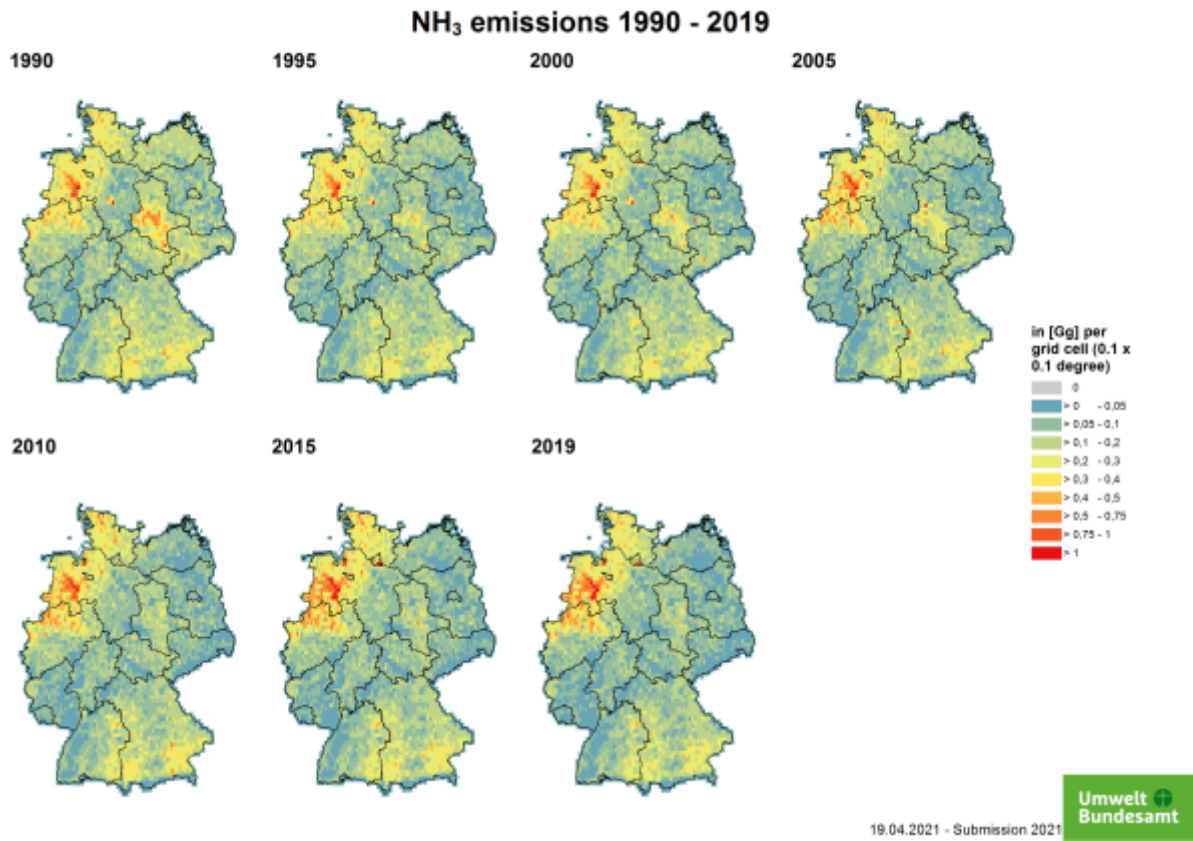 NH₃ emissions 1990 - 2019
1990
1995
2000
2005
in [Gg] per
grid cell (0.1 x
0.1 degree)
0
> 0 - 0,05
> 0,05 - 0,1
> 0,1 - 0,2
> 0,2 - 0,3
> 0,3 - 0,4
> 0,4 - 0,5
> 0,5 - 0,75
> 0,75 - 1
> 1
2010
2015
2019
19.04.2021 - Submission 2021
Umwelt
Bundesamt